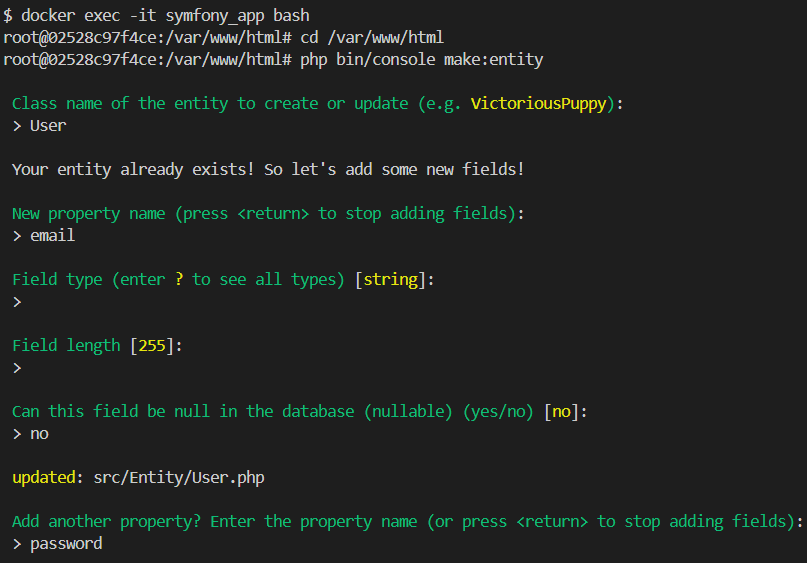 $ docker exec -it symfony_app bash
root@02528c97f4ce:/var/www/html# cd /var/www/html
root@02528c97f4ce:/var/www/html# php bin/console make:entity
Class name of the entity to create or update (e.g. VictoriousPuppy):
> User
Your entity already exists! So let's add some new fields!
New property name (press <return> to stop adding fields):
> email
Field type (enter ? to see all types) [string]:
>
Field length [255]:
>
Can this field be null in the database (nullable) (yes/no) [no]:
> no
updated: src/Entity/User.php
Add another property? Enter the property name (or press <return> to stop adding fields):
> password